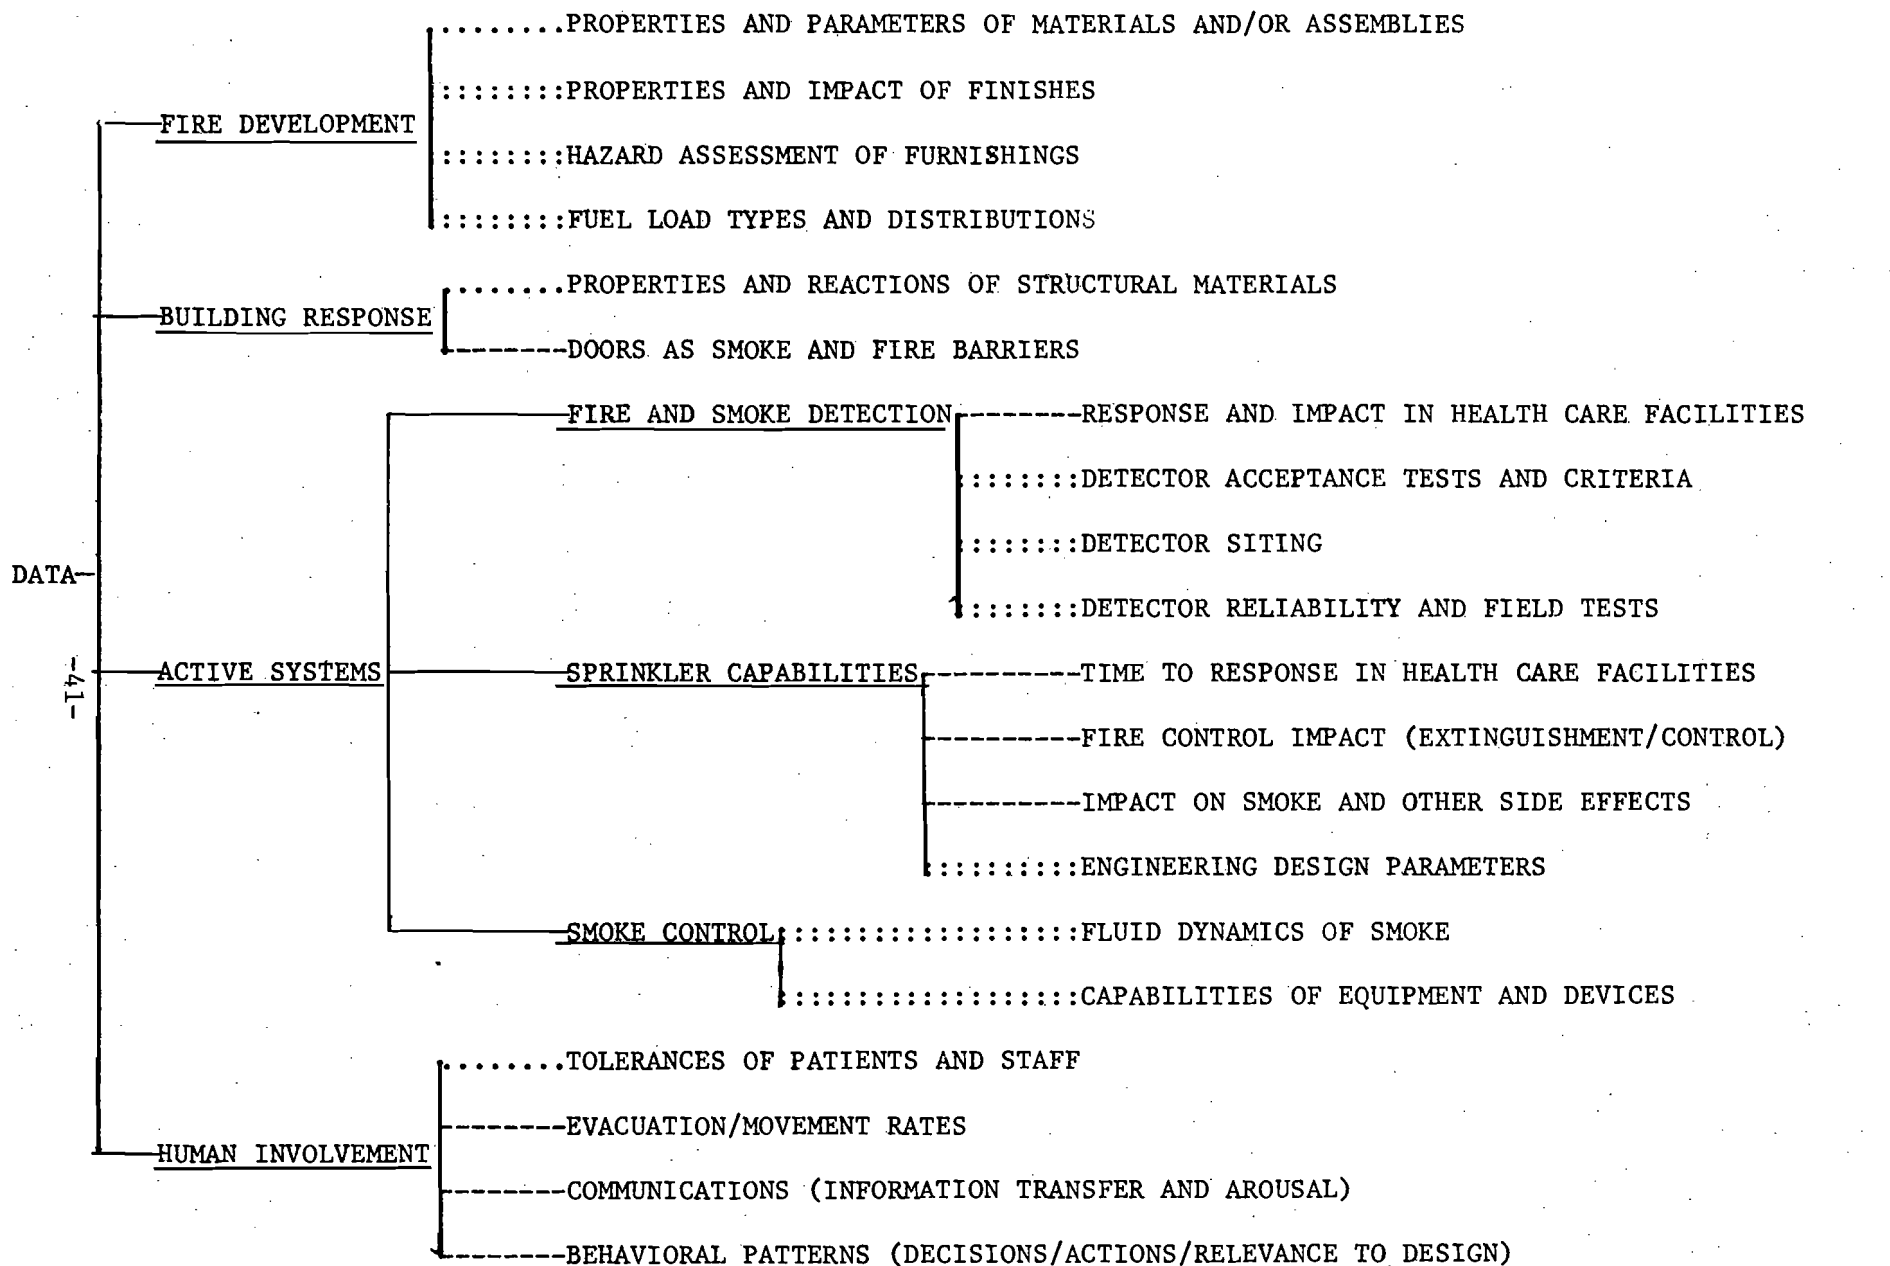 PROPERTIES AND PARAMETERS OF MATERIALS AND/OR ASSEMBLIES
PROPERTIES AND IMPACT OF FINISHES
FIRE DEVELOPMENT
HAZARD ASSESSMENT OF FURNISHINGS
FUEL LOAD TYPES AND DISTRIBUTIONS
PROPERTIES AND REACTIONS OF STRUCTURAL MATERIALS
BUILDING RESPONSE
DOORS AS SMOKE AND FIRE BARRIERS
FIRE AND SMOKE DETECTION
RESPONSE AND IMPACT IN HEALTH CARE FACILITIES
DETECTOR ACCEPTANCE TESTS AND CRITERIA
DETECTOR SITING
DATA
DETECTOR RELIABILITY AND FIELD TESTS
ACTIVE SYSTEMS
SPRINKLER CAPABILITIES
TIME TO RESPONSE IN HEALTH CARE FACILITIES
-41-
FIRE CONTROL IMPACT (EXTINGUISHMENT/CONTROL)
IMPACT ON SMOKE AND OTHER SIDE EFFECTS
ENGINEERING DESIGN PARAMETERS
SMOKE CONTROL
FLUID DYNAMICS OF SMOKE
CAPABILITIES OF EQUIPMENT AND DEVICES
TOLERANCES OF PATIENTS AND STAFF
EVACUATION/MOVEMENT RATES
HUMAN INVOLVEMENT
COMMUNICATIONS (INFORMATION TRANSFER AND AROUSAL)
BEHAVIORAL PATTERNS (DECISIONS/ACTIONS/RELEVANCE TO DESIGN)